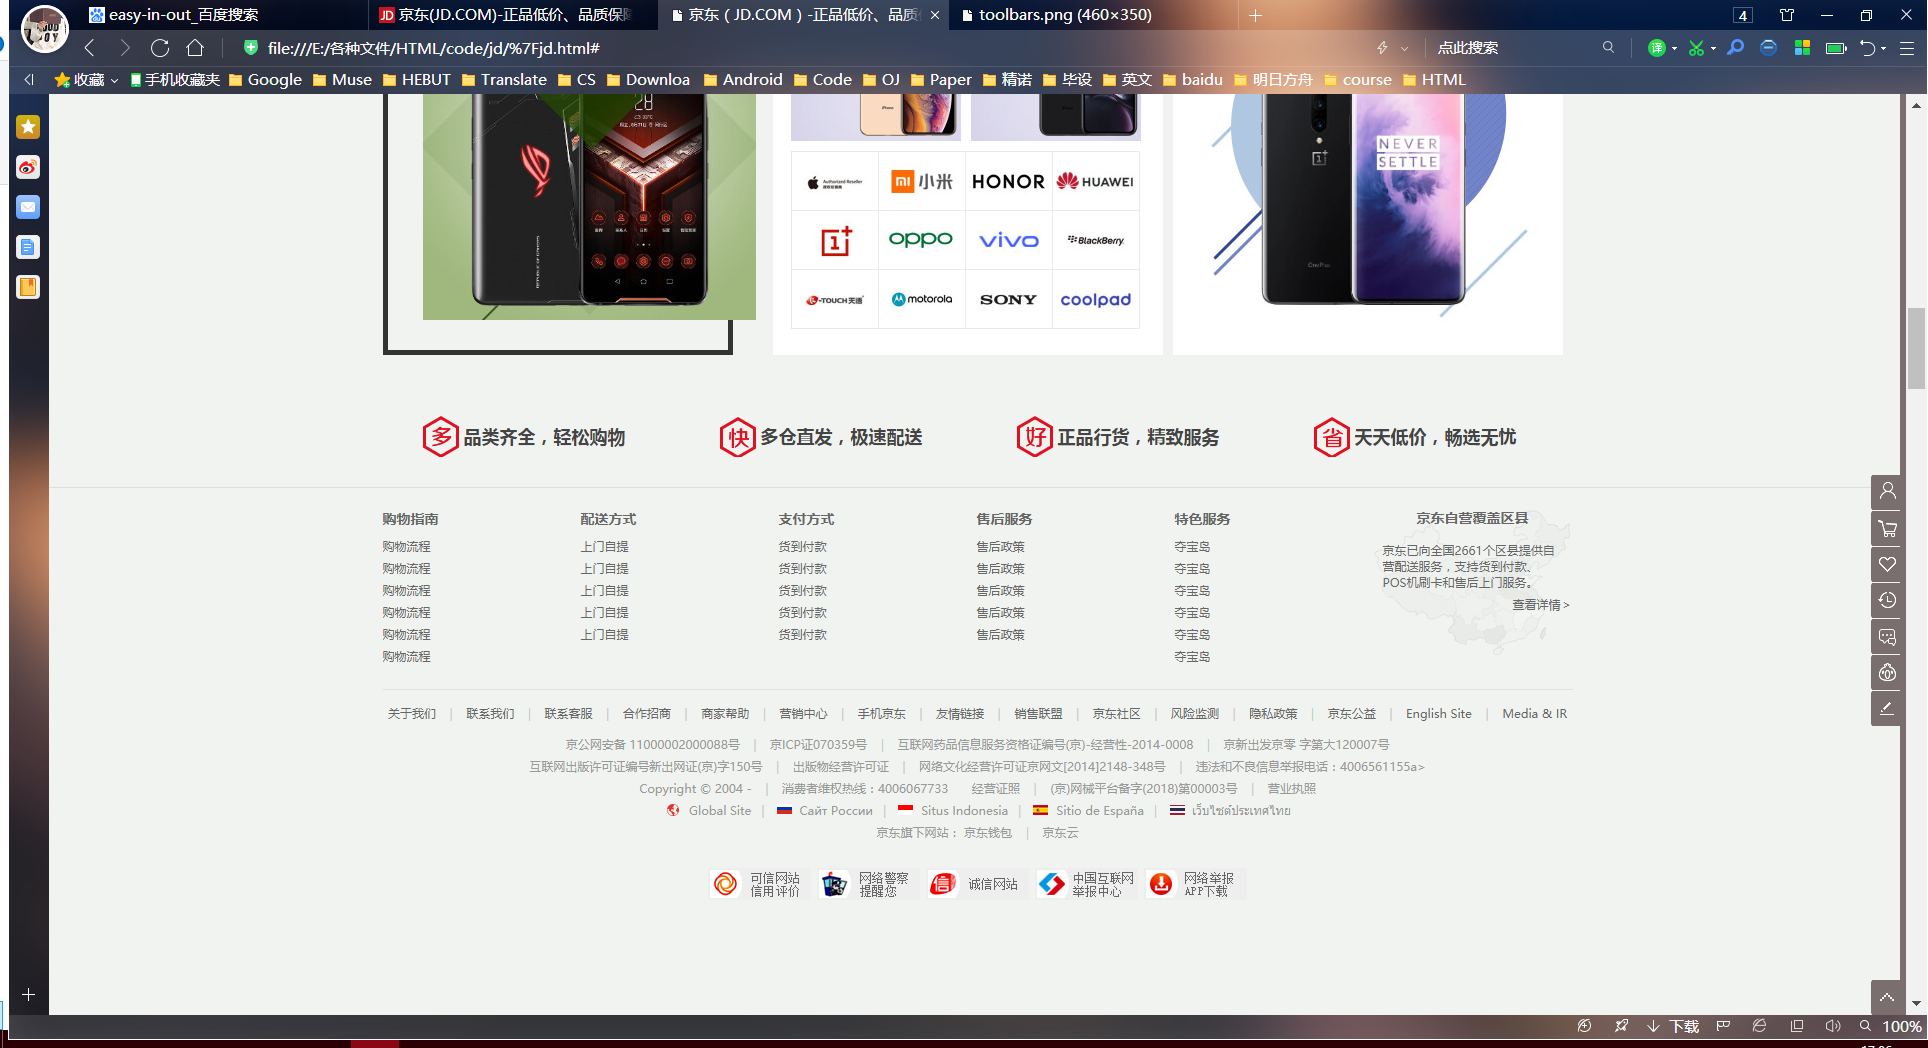 easy-in-out_百度搜索
京东(JD.COM)-正品低价、品质保障
京东（JD.COM）-正品低价、品质
toolbars.png (460×350)
4
file:///E:/各种文件/HTML/code/jd/%7Fjd.html#
点此搜索
译
收藏
手机收藏夹
Google
Muse
HEBUT
Translate
CS
Downloa
Android
Code
OJ
Paper
精诺
毕设
英文
baidu
明日方舟
course
HTML
28
iPhone
Authorized Reseller
mi 小米
HONOR
HUAWEI
1+
oppo
vivo
BlackBerry
K-TOUCH天语
motorola
SONY
coolpad
REPUBLIC OF GAMERS
1+
NEVER
SETTLE
OnePlus
多 品类齐全，轻松购物
快 多仓直发，极速配送
好 正品行货，精致服务
省 天天低价，畅选无忧
购物指南 配送方式 支付方式 售后服务 特色服务 京东自营覆盖区县
购物流程 上门自提 货到付款 售后政策 夺宝岛
购物流程 上门自提 货到付款 售后政策 夺宝岛
购物流程 上门自提 货到付款 售后政策 夺宝岛
购物流程 上门自提 货到付款 售后政策 夺宝岛
购物流程 上门自提 货到付款 售后政策 夺宝岛
购物流程 夺宝岛
京东已向全国2661个区县提供自
营配送服务，支持货到付款、
POS机刷卡和售后上门服务。
查看详情 >
关于我们 | 联系我们 | 联系客服 | 合作招商 | 商家帮助 | 营销中心 | 手机京东 | 友情链接 | 销售联盟 | 京东社区 | 风险监测 | 隐私政策 | 京东公益 | English Site | Media & IR
京公网安备 11000002000088号 | 京ICP证070359号 | 互联网药品信息服务资格证编号(京)-经营性-2014-0008 | 京新出发京零 字第大120007号
互联网出版许可证编号新出网证(京)字150号 | 出版物经营许可证 | 网络文化经营许可证京网文[2014]2148-348号 | 违法和不良信息举报电话：4006561155a>
Copyright © 2004 - | 消费者维权热线：4006067733 经营证照 | (京)网械平台备字(2018)第00003号 | 营业执照
Global Site | Сайт России | Situs Indonesia | Sitio de España | เว็บไซต์ประเทศไทย
京东旗下网站： 京东钱包 | 京东云
可信网站
信用评价
网络警察
提醒您
信 诚信网站
中国互联网
举报中心
网络举报
APP下载
下载
100%